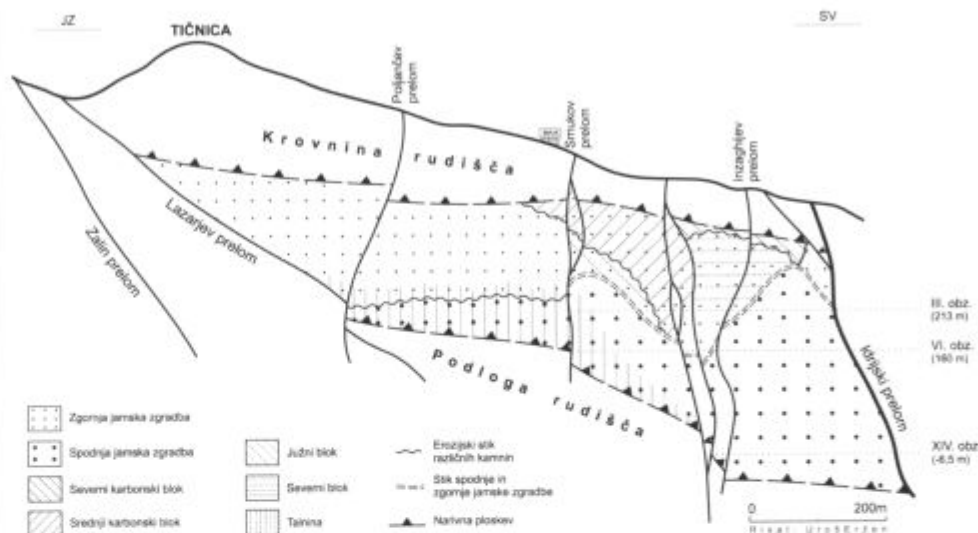 JZ
SV
TIČNICA
Poljančev
prelom
Smukov
prelom
Inzaghijev
prelom
Krovnina rudišča
Lazarjev prelom
Zalin prelom
III. obz.
(213 m)
VI. obz.
(160 m)
Idrijski prelom
Podloga rudišča
XIV. obz.
(-6,5 m)
Zgornja jamska zgradba
Spodnja jamska zgradba
Severni karbonski blok
Srednji karbonski blok
Južni blok
Severni blok
Talnina
Erozijski stik
različnih kamnin
Stik spodnje in
zgornje jamske zgradbe
Narivna ploskev
0 200m
Risal: Uroš Eržen